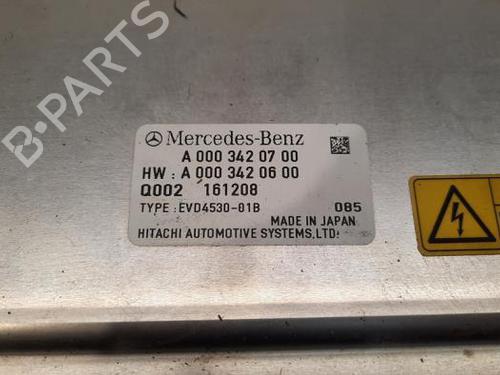 Mercedes-Benz
A 000 342 07 00
HW : A 000 342 06 00
Q002 161208
TYPE : EVD4530-01B 085
MADE IN JAPAN
HITACHI AUTOMOTIVE SYSTEMS,LTD.
B-PARTS